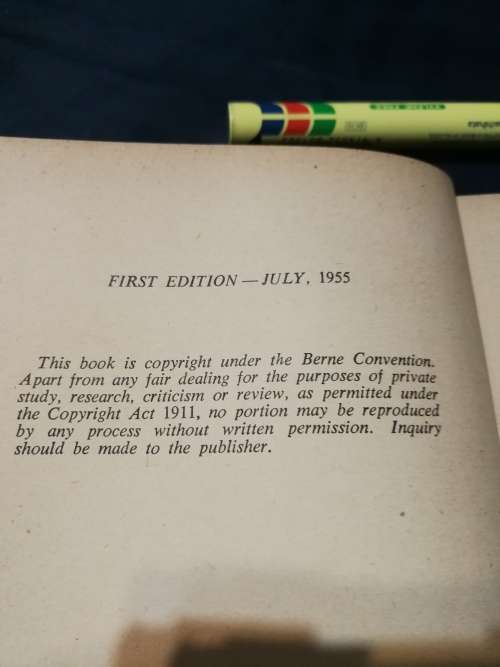 FIRST EDITION — JULY, 1955
This book is copyright under the Berne Convention.
Apart from any fair dealing for the purposes of private
study, research, criticism or review, as permitted under
the Copyright Act 1911, no portion may be reproduced
by any process without written permission. Inquiry
should be made to the publisher.